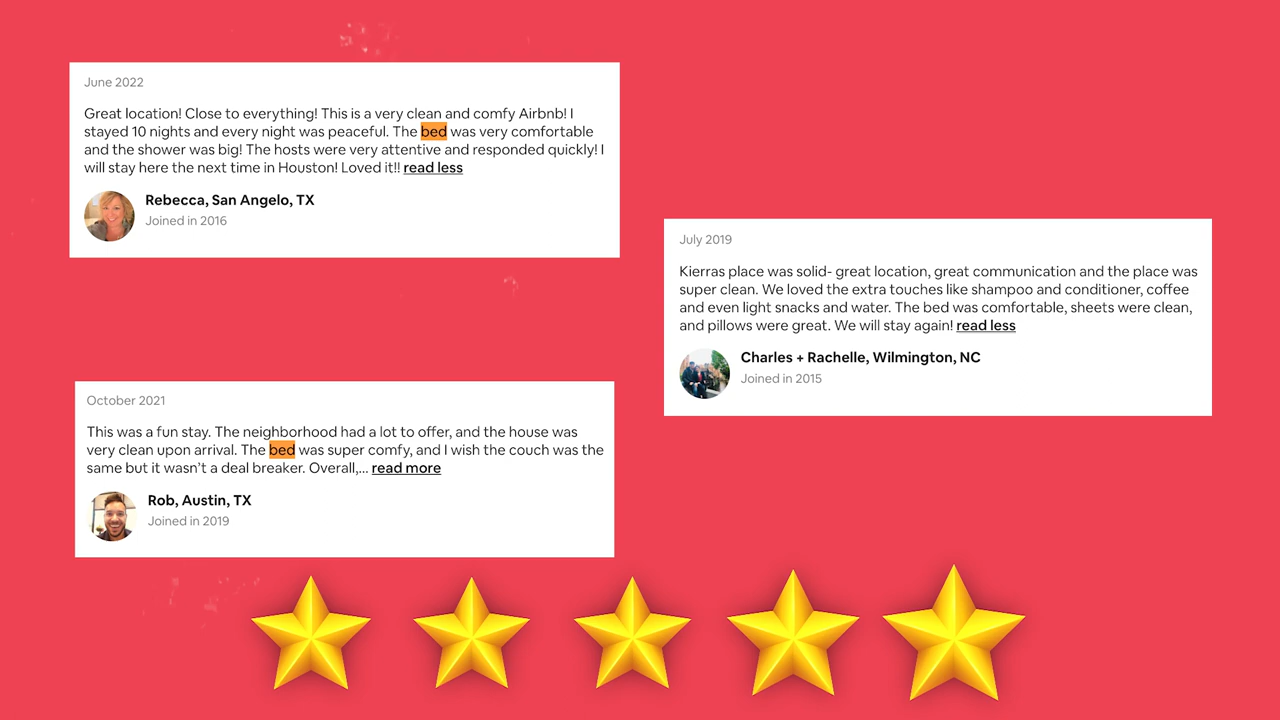 June 2022
Great location! Close to everything! This is a very clean and comfy Airbnb! I
stayed 10 nights and every night was peaceful. The bed was very comfortable
and the shower was big! The hosts were very attentive and responded quickly! I
will stay here the next time in Houston! Loved it!! read less
Rebecca, San Angelo, TX
Joined in 2016
July 2019
Kierras place was solid- great location, great communication and the place was
super clean. We loved the extra touches like shampoo and conditioner, coffee
and even light snacks and water. The bed was comfortable, sheets were clean,
and pillows were great. We will stay again! read less
Charles + Rachelle, Wilmington, NC
Joined in 2015
October 2021
This was a fun stay. The neighborhood had a lot to offer, and the house was
very clean upon arrival. The bed was super comfy, and I wish the couch was the
same but it wasn't a deal breaker. Overall,... read more
Rob, Austin, TX
Joined in 2019